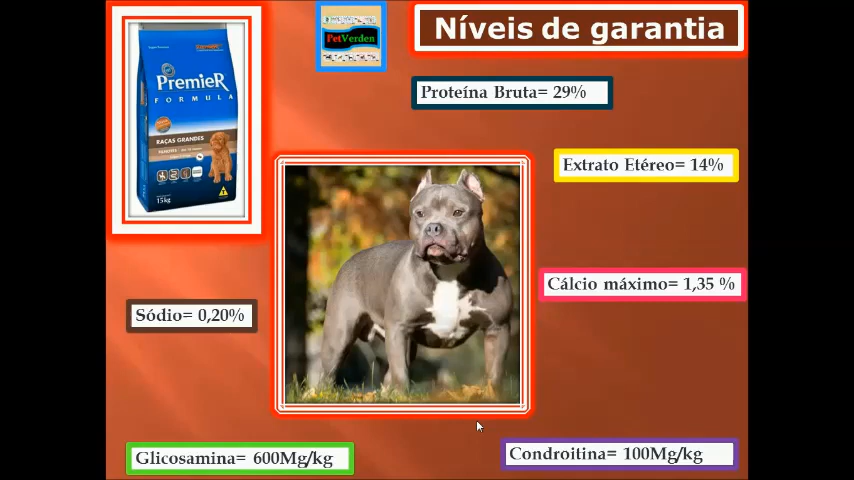 Níveis de garantia
PetVerden
Proteína Bruta= 29%
PremieR
FORMULA
RAÇAS GRANDES
FILHOTES
15kg
Extrato Etéreo= 14%
Cálcio máximo= 1,35 %
Sódio= 0,20%
Glicosamina= 600Mg/kg
Condroitina= 100Mg/kg